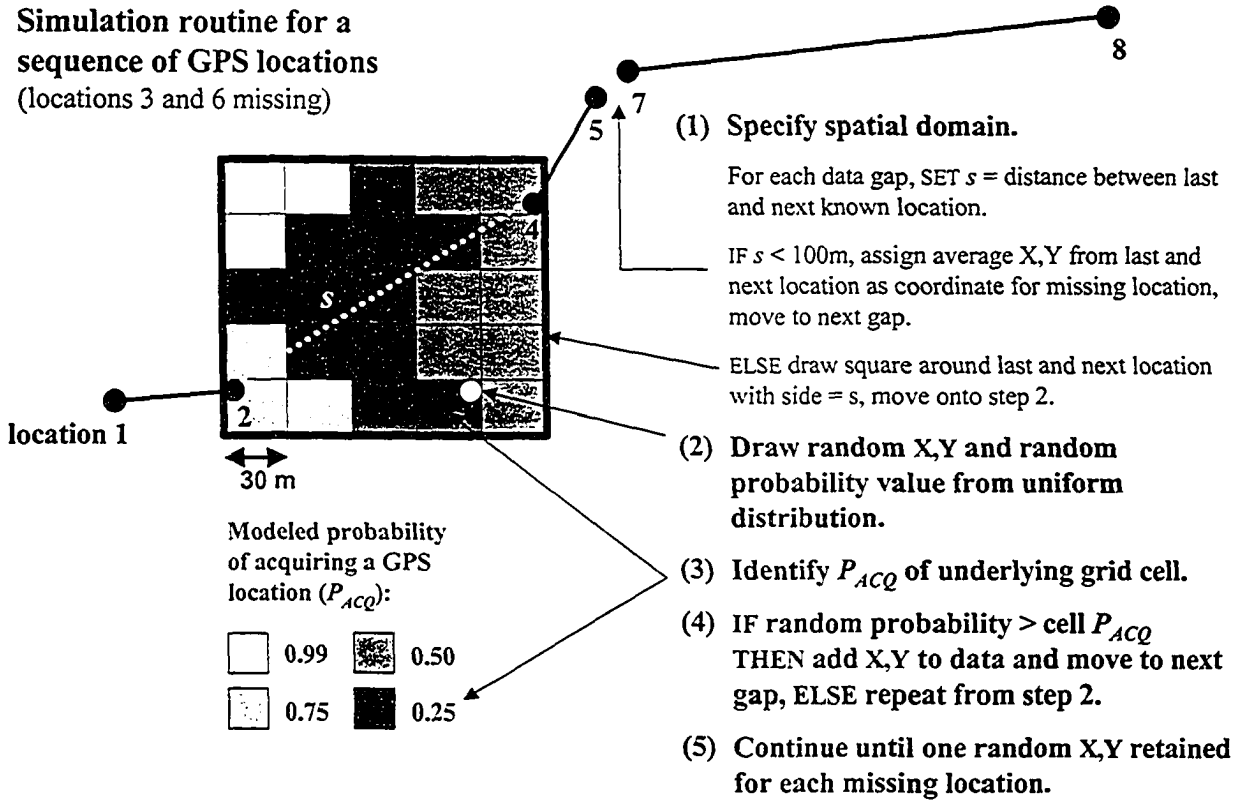 Simulation routine for a
sequence of GPS locations
(locations 3 and 6 missing)
8
7
5
4
s
2
location 1
30 m
Modeled probability
of acquiring a GPS
location (P_ACQ):
0.99
0.50
0.75
0.25
(1) Specify spatial domain.
For each data gap, SET s = distance between last
and next known location.
IF s < 100m, assign average X,Y from last and
next location as coordinate for missing location,
move to next gap.
ELSE draw square around last and next location
with side = s, move onto step 2.
(2) Draw random X,Y and random
probability value from uniform
distribution.
(3) Identify P_ACQ of underlying grid cell.
(4) IF random probability > cell P_ACQ
THEN add X,Y to data and move to next
gap, ELSE repeat from step 2.
(5) Continue until one random X,Y retained
for each missing location.